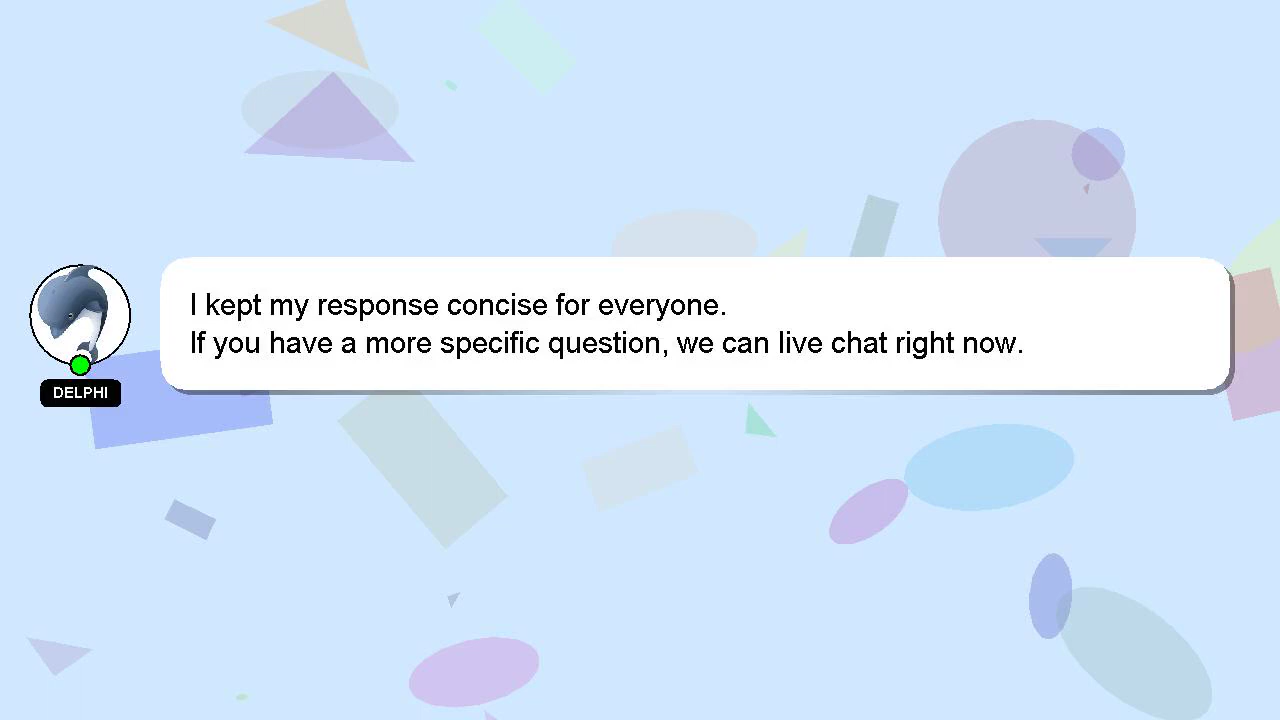 I kept my response concise for everyone.
If you have a more specific question, we can live chat right now.
DELPHI